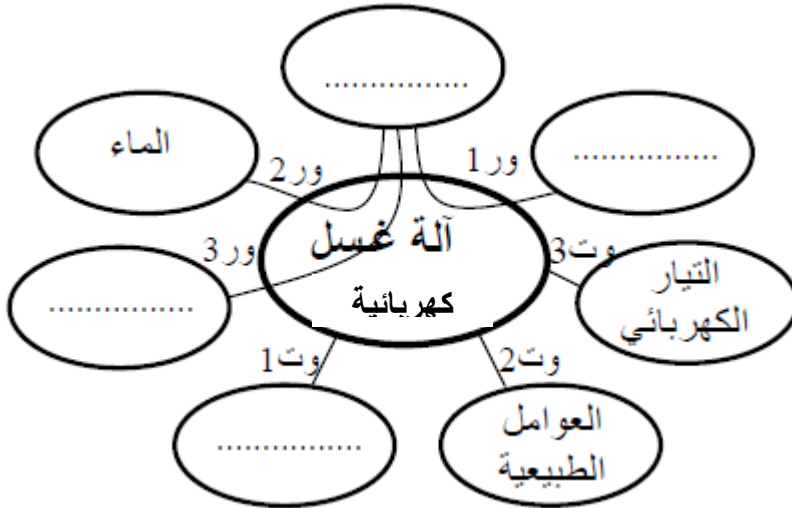 ................
الماء
ور2
ور1
................
ور3
آلة غسل
كهربائية
وت3
التيار
الكهربائي
................
وت1
وت2
................
العوامل
الطبيعية